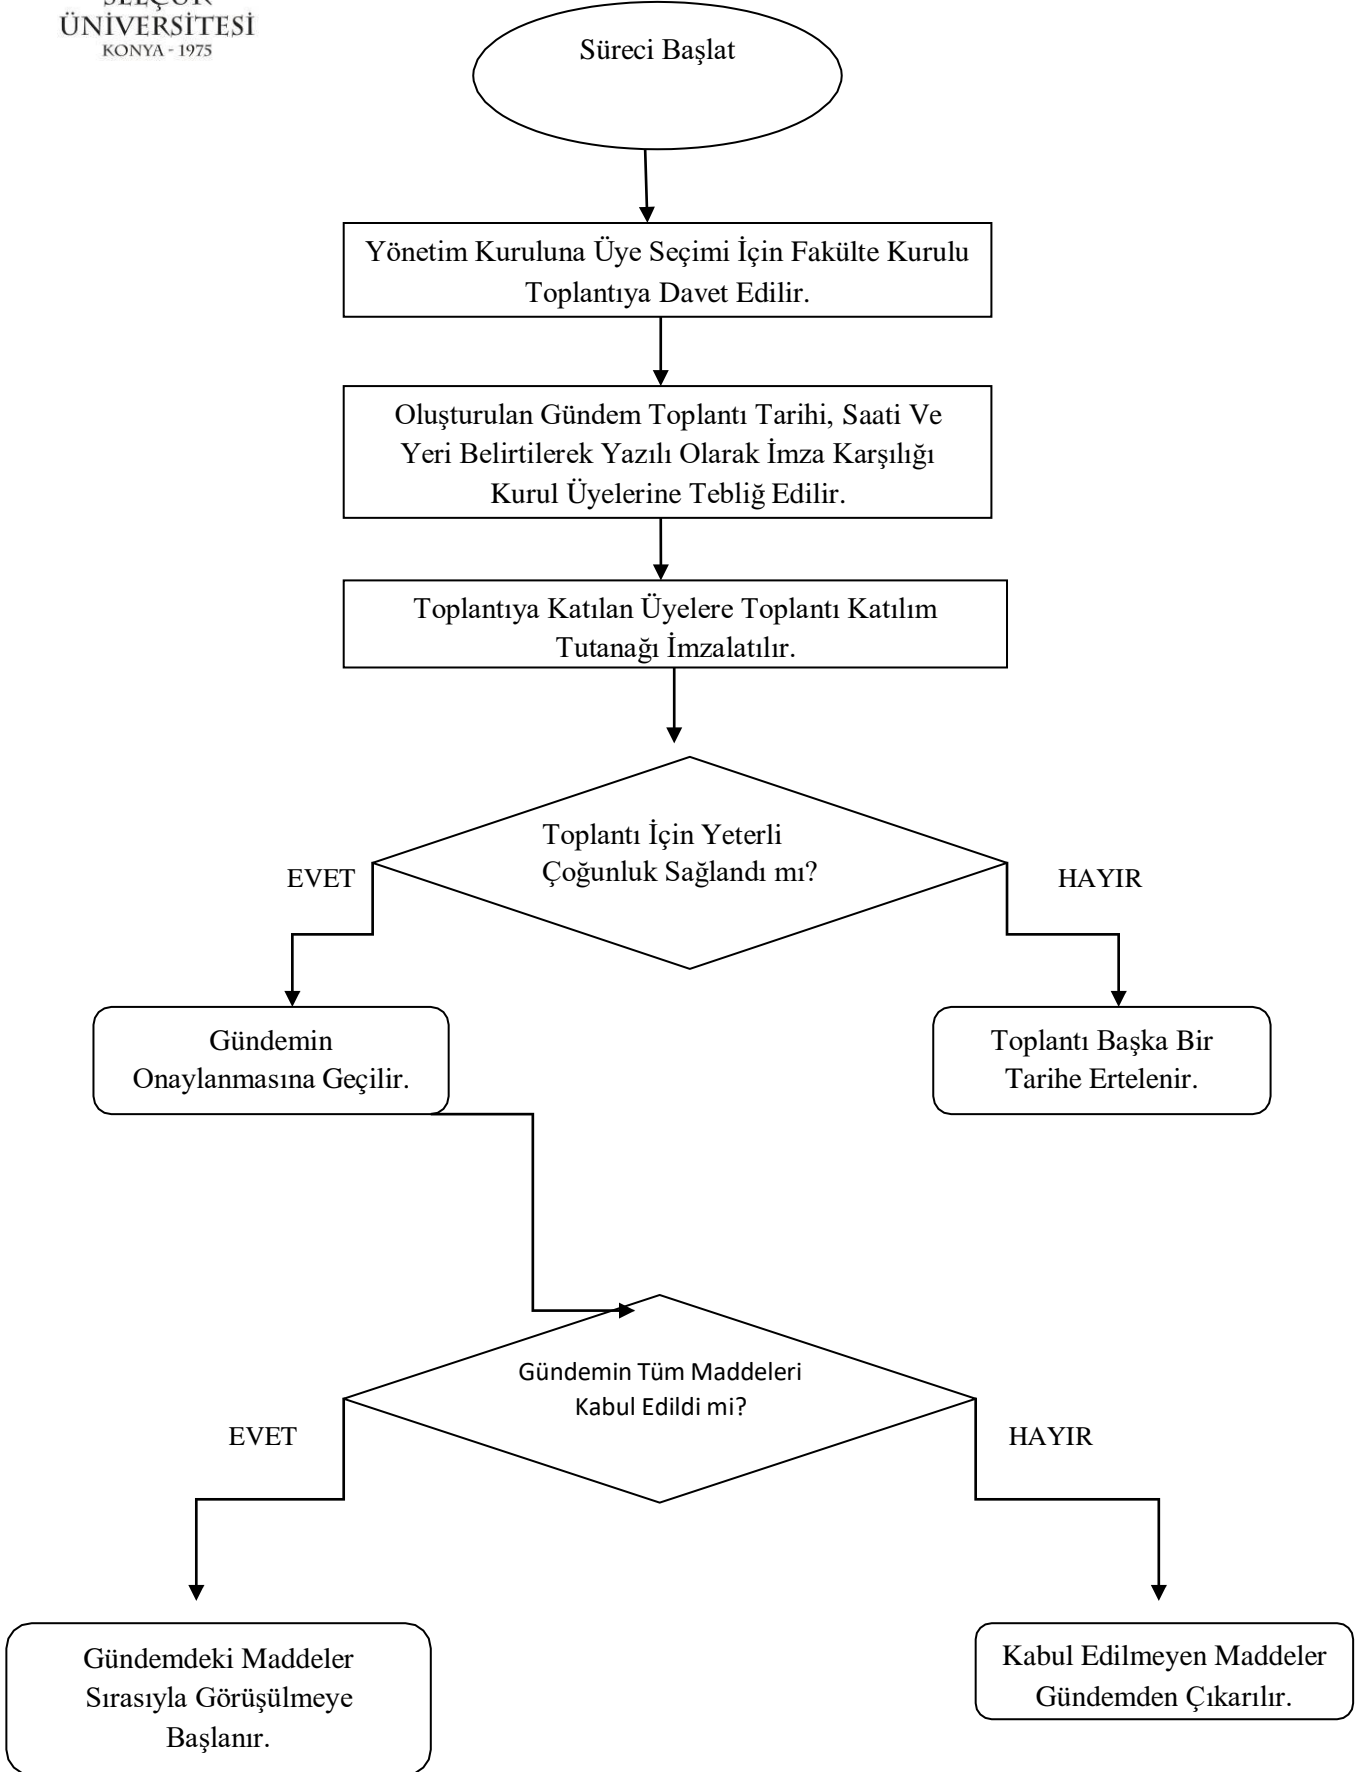 ÜNİVERSİTESİ
KONYA - 1975
Süreci Başlat
Yönetim Kuruluna Üye Seçimi İçin Fakülte Kurulu
Toplantıya Davet Edilir.
Oluşturulan Gündem Toplantı Tarihi, Saati Ve
Yeri Belirtilerek Yazılı Olarak İmza Karşılığı
Kurul Üyelerine Tebliğ Edilir.
Toplantıya Katılan Üyelere Toplantı Katılım
Tutanağı İmzalatılır.
Toplantı İçin Yeterli
Çoğunluk Sağlandı mı?
EVET
HAYIR
Gündemin
Onaylanmasına Geçilir.
Toplantı Başka Bir
Tarihe Ertelenir.
Gündemin Tüm Maddeleri
Kabul Edildi mi?
EVET
HAYIR
Gündemdeki Maddeler
Sırasıyla Görüşülmeye
Başlanır.
Kabul Edilmeyen Maddeler
Gündemden Çıkarılır.